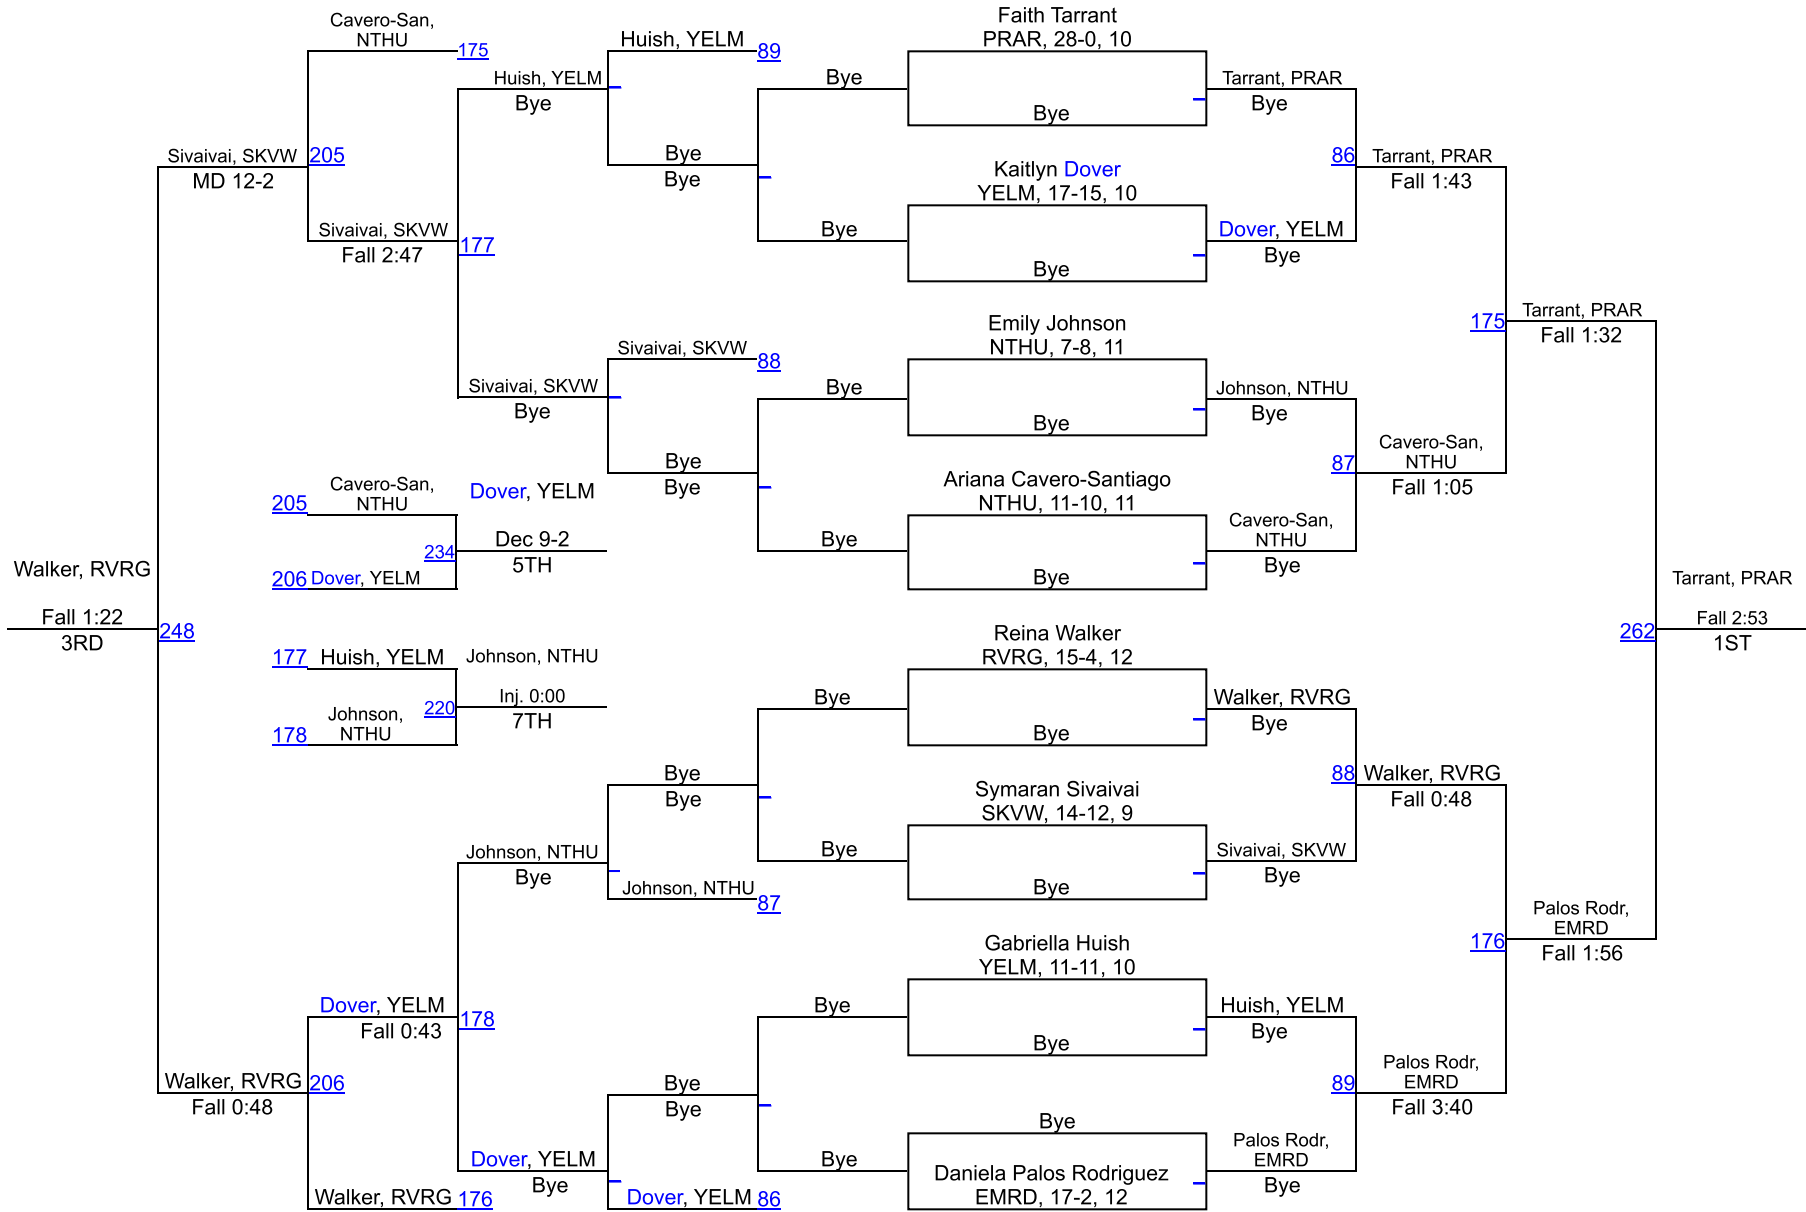 Cavero-San,
NTHU
175
Huish, YELM
Bye
Huish, YELM
89
Bye
Bye
Bye
Faith Tarrant
PRAR, 28-0, 10
Bye
Tarrant, PRAR
Bye
86
Tarrant, PRAR
Fall 1:43
Sivaivai, SKVW
MD 12-2
205
Kaitlyn Dover
YELM, 17-15, 10
Bye
Bye
Dover, YELM
Bye
Sivaivai, SKVW
Fall 2:47
177
175
Tarrant, PRAR
Fall 1:32
Emily Johnson
NTHU, 7-8, 11
Bye
Bye
Johnson, NTHU
Bye
Sivaivai, SKVW
88
Sivaivai, SKVW
Bye
Bye
Bye
87
Cavero-San,
NTHU
Fall 1:05
Ariana Cavero-Santiago
NTHU, 11-10, 11
Bye
Bye
Cavero-San,
NTHU
Bye
205
Cavero-San,
NTHU
Dover, YELM
234
Dec 9-2
5TH
206
Dover, YELM
Walker, RVRG
Fall 1:22
3RD
248
262
Tarrant, PRAR
Fall 2:53
1ST
177
Huish, YELM
Johnson, NTHU
220
Inj. 0:00
7TH
178
Johnson,
NTHU
Reina Walker
RVRG, 15-4, 12
Bye
Bye
Walker, RVRG
Bye
Bye
Bye
88
Walker, RVRG
Fall 0:48
Symaran Sivaivai
SKVW, 14-12, 9
Bye
Bye
Sivaivai, SKVW
Bye
Johnson, NTHU
Bye
Johnson, NTHU
87
176
Palos Rodr,
EMRD
Fall 1:56
Gabriella Huish
YELM, 11-11, 10
Bye
Bye
Huish, YELM
Bye
Dover, YELM
Fall 0:43
178
Walker, RVRG
Fall 0:48
206
Bye
Bye
89
Palos Rodr,
EMRD
Fall 3:40
Bye
Daniela Palos Rodriguez
EMRD, 17-2, 12
Bye
Palos Rodr,
EMRD
Bye
Dover, YELM
Bye
Walker, RVRG
176
Dover, YELM
86